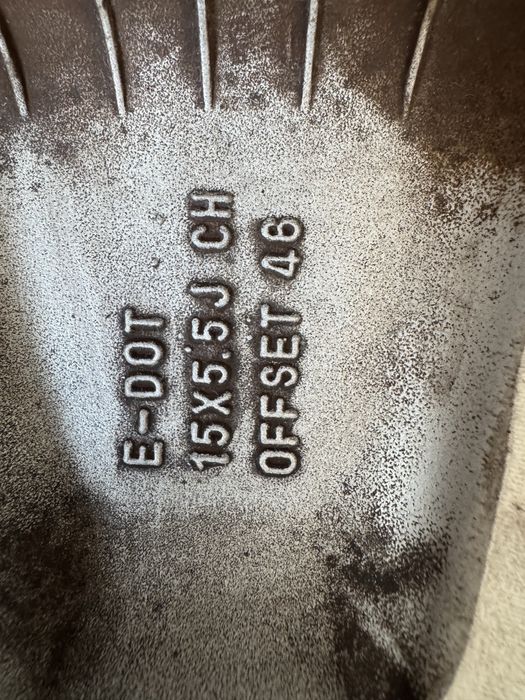 E-DOT
15X5.5J CH
OFFSET 46